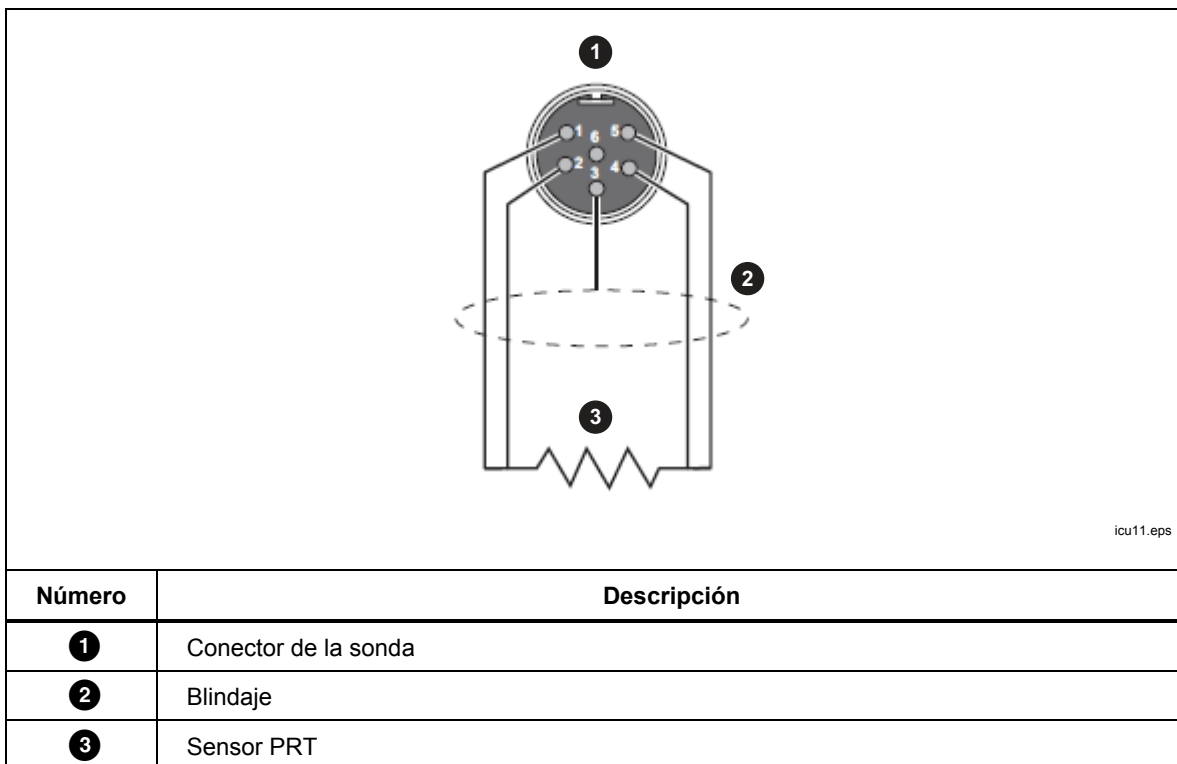 1
1 6 5
2 3 4
2
3
icu11.eps
Número Descripción
1 Conector de la sonda
2 Blindaje
3 Sensor PRT